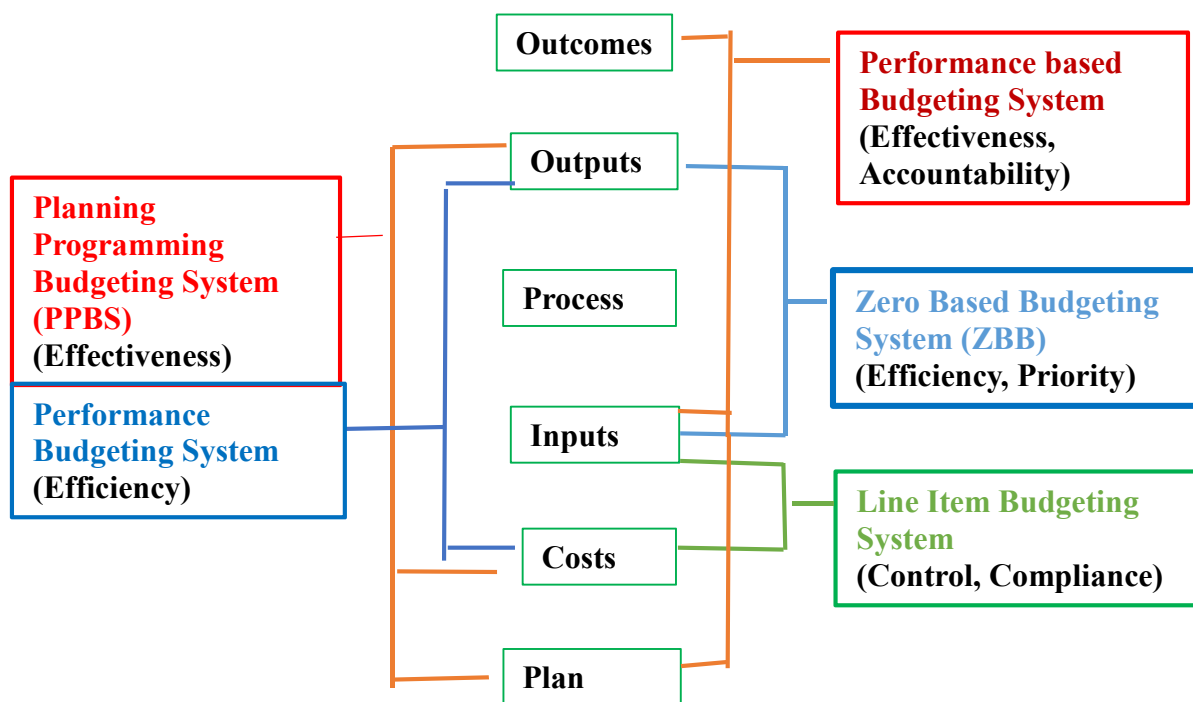 Outcomes
Performance based
Budgeting System
(Effectiveness,
Accountability)
Outputs
Planning
Programming
Budgeting System
(PPBS)
(Effectiveness)
Process
Zero Based Budgeting
System (ZBB)
(Efficiency, Priority)
Performance
Budgeting System
(Efficiency)
Inputs
Line Item Budgeting
System
(Control, Compliance)
Costs
Plan